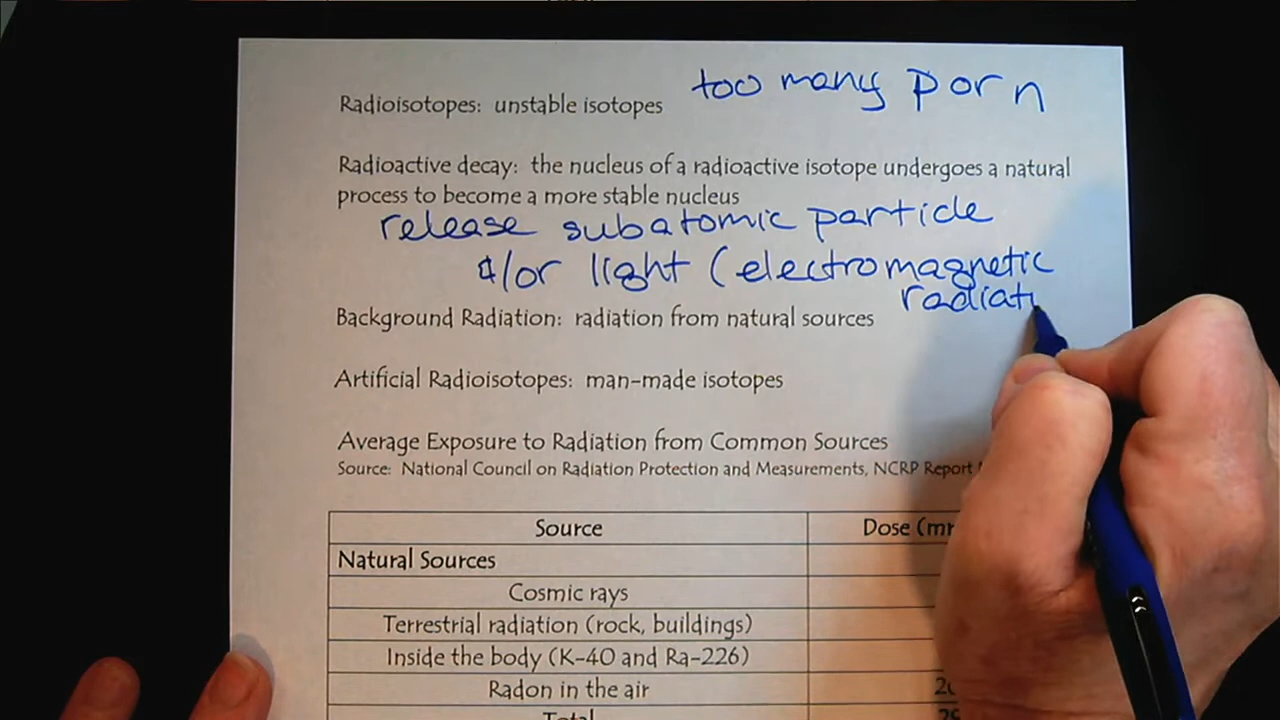 too many p or n
Radioisotopes: unstable isotopes
Radioactive decay: the nucleus of a radioactive isotope undergoes a natural
process to become a more stable nucleus
release subatomic particle
&/or light (electromagnetic
radiati
Background Radiation: radiation from natural sources
Artificial Radioisotopes: man-made isotopes
Average Exposure to Radiation from Common Sources
Source: National Council on Radiation Protection and Measurements, NCRP Report
Source Dose (mr
Natural Sources
Cosmic rays
Terrestrial radiation (rock, buildings)
Inside the body (K-40 and Ra-226)
Radon in the air 20
Total